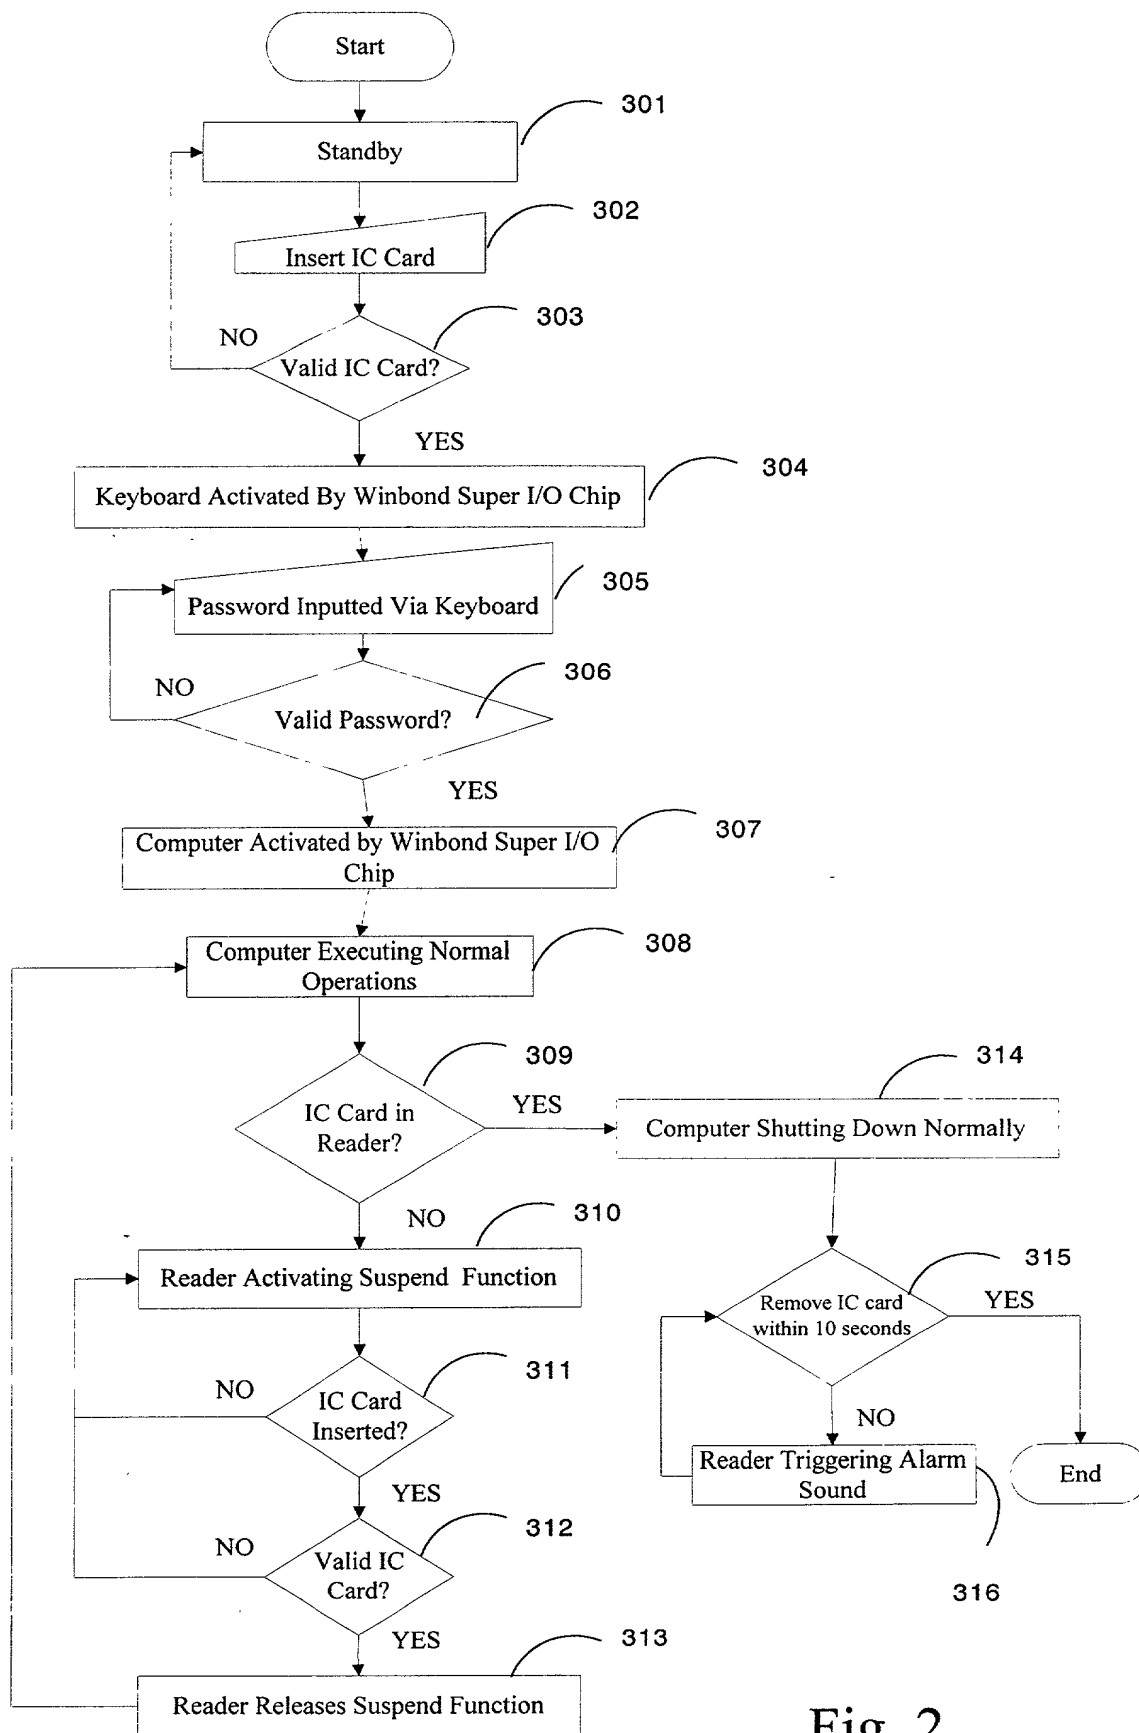 Start
301
Standby
302
Insert IC Card
303
NO
Valid IC Card?
YES
304
Keyboard Activated By Winbond Super I/O Chip
305
Password Inputted Via Keyboard
306
NO
Valid Password?
YES
307
Computer Activated by Winbond Super I/O
Chip
308
Computer Executing Normal
Operations
309
IC Card in
Reader?
YES
314
Computer Shutting Down Normally
NO
310
Reader Activating Suspend Function
315
Remove IC card
within 10 seconds
YES
311
NO
IC Card
Inserted?
NO
YES
Reader Triggering Alarm
Sound
End
312
NO
Valid IC
Card?
316
YES
313
Reader Releases Suspend Function
Fig. 2